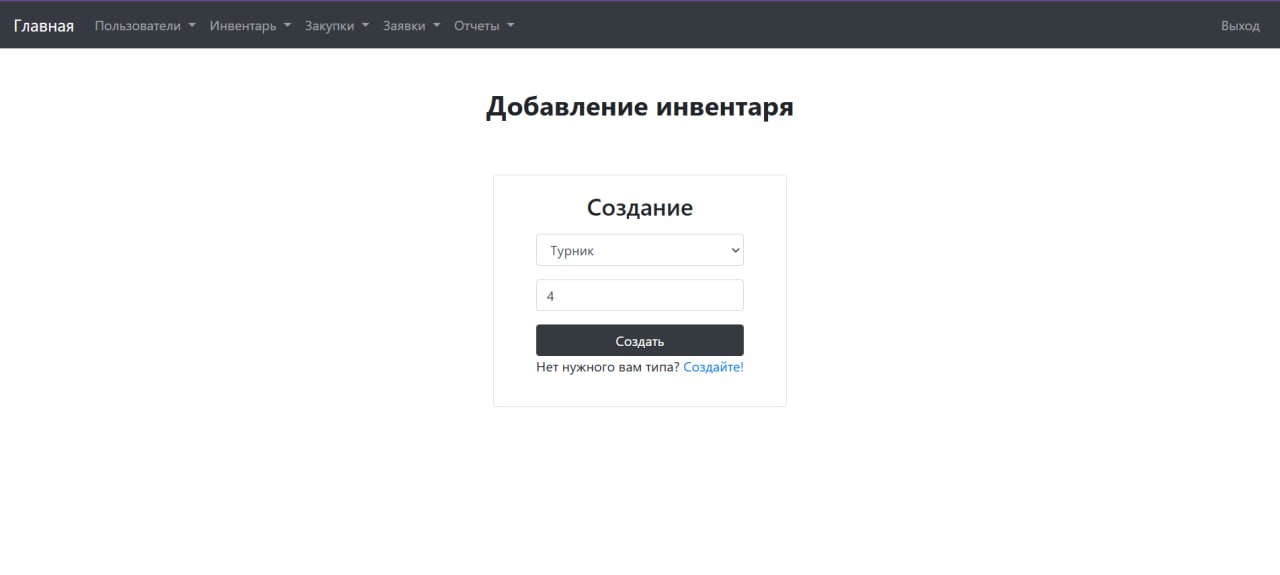 Главная Пользователи Инвентарь Закупки Заявки Отчеты Выход
Добавление инвентаря
Создание
Турник
4
Создать
Нет нужного вам типа? Создайте!